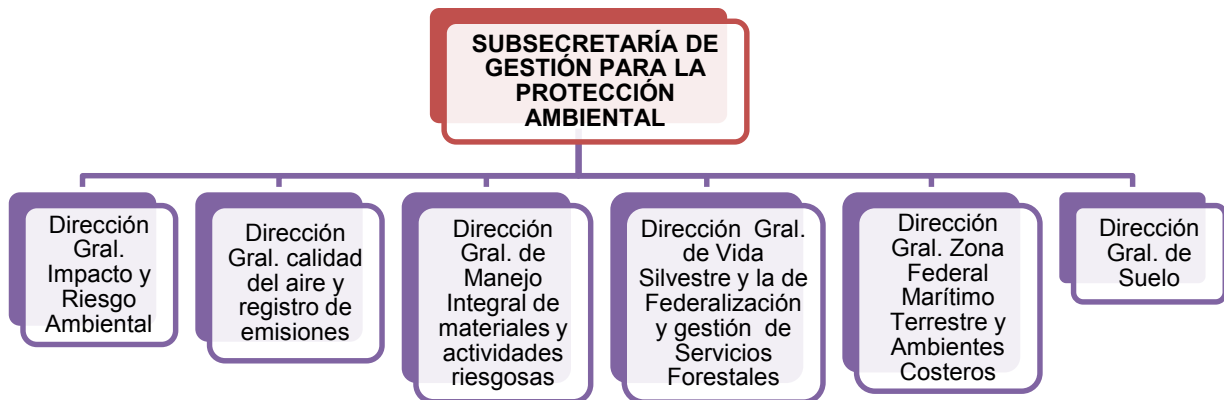 SUBSECRETARÍA DE
GESTIÓN PARA LA
PROTECCIÓN
AMBIENTAL
Dirección
Gral.
Impacto y
Riesgo
Ambiental
Dirección
Gral. calidad
del aire y
registro de
emisiones
Dirección
Gral. de
Manejo
Integral de
materiales y
actividades
riesgosas
Dirección Gral.
de Vida
Silvestre y la de
Federalización
y gestión de
Servicios
Forestales
Dirección
Gral. Zona
Federal
Marítimo
Terrestre y
Ambientes
Costeros
Dirección
Gral. de
Suelo